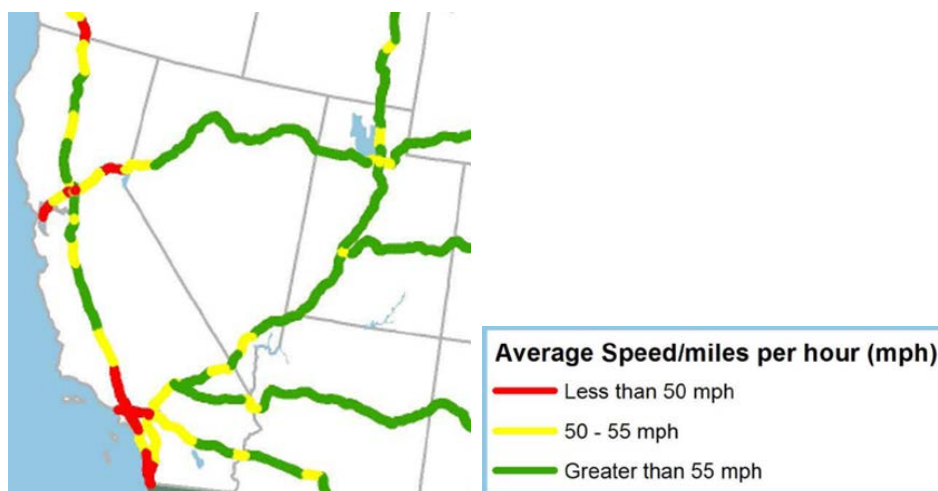 Average Speed/miles per hour (mph)
Less than 50 mph
50 - 55 mph
Greater than 55 mph